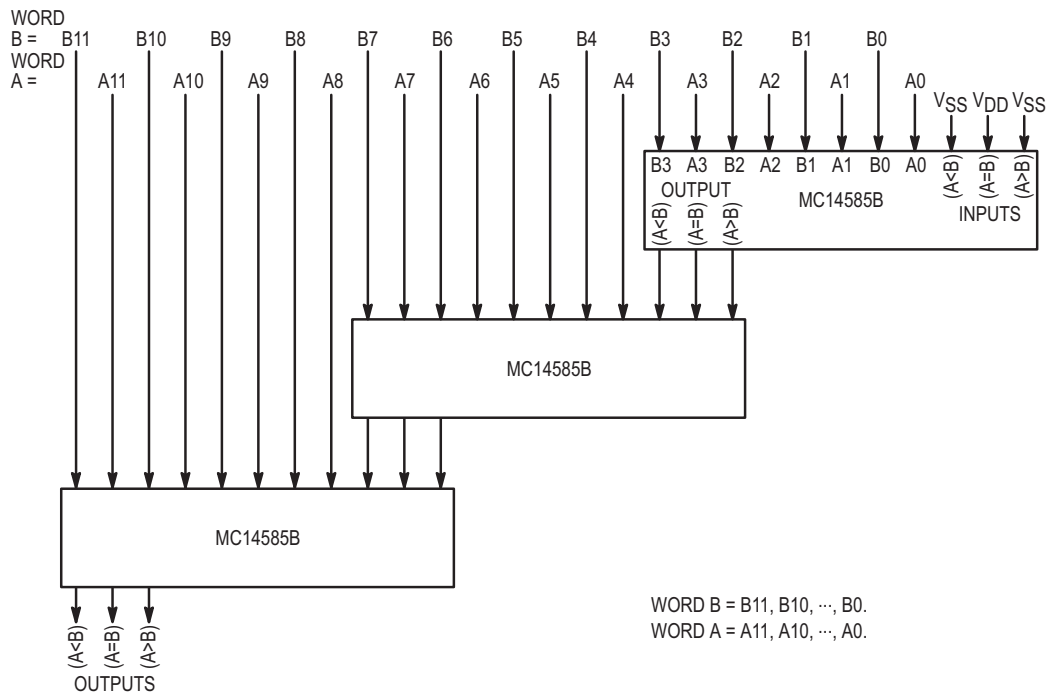 WORD
B = B11 B10 B9 B8 B7 B6 B5 B4 B3 B2 B1 B0
WORD
A = A11 A10 A9 A8 A7 A6 A5 A4 A3 A2 A1 A0
VSS VDD VSS
B3 A3 B2 A2 B1 A1 B0 A0 (A<B) (A=B) (A>B)
OUTPUT
MC14585B
INPUTS
(A<B) (A=B) (A>B)
MC14585B
MC14585B
WORD B = B11, B10, ···, B0.
WORD A = A11, A10, ···, A0.
(A<B) (A=B) (A>B)
OUTPUTS